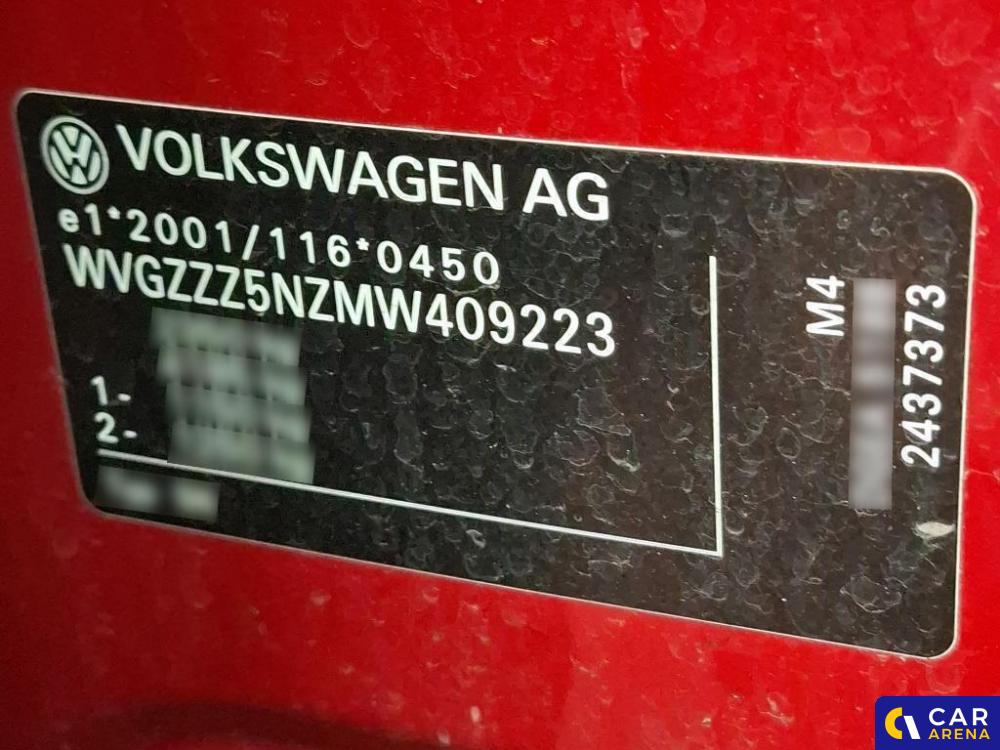 VOLKSWAGEN AG
e1*2001/116*0450
WVGZZZ5NZMW409223
1-
2-
M4
2437373
CAR
ARENA